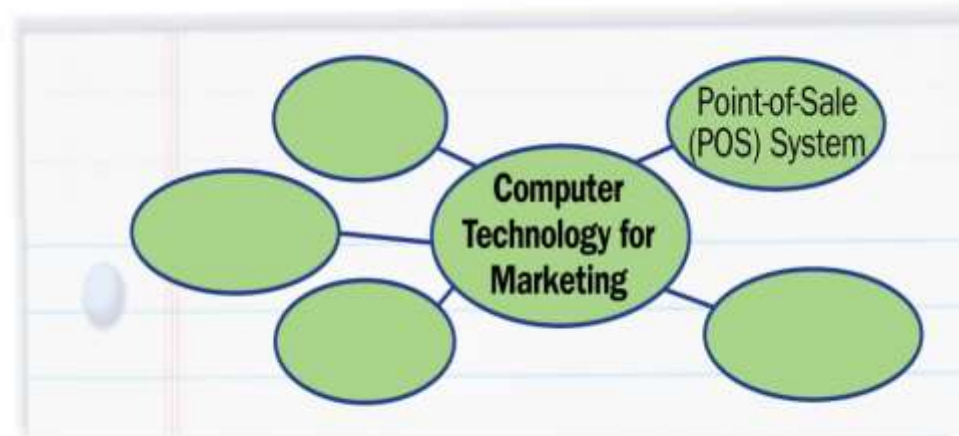 Point-of-Sale
(POS) System
Computer
Technology for
Marketing